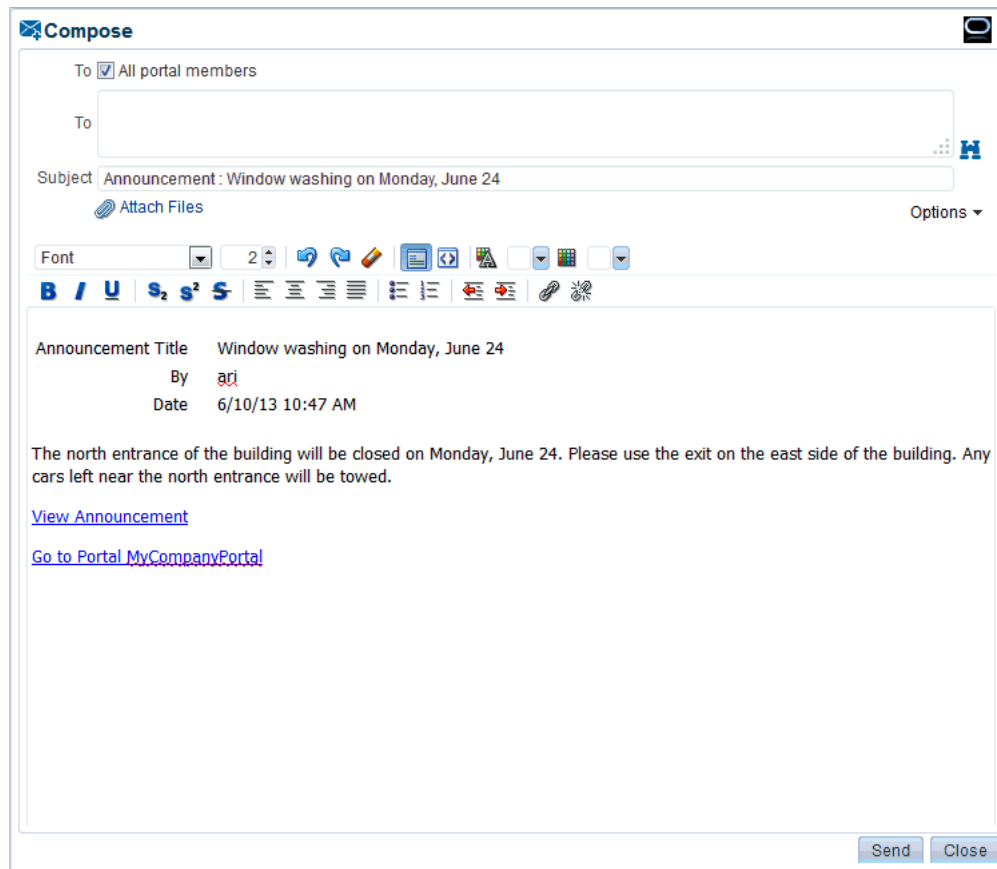 Compose
To All portal members
To
Subject Announcement : Window washing on Monday, June 24
Attach Files
Options
Font 2
B I U S2 S² S
Announcement Title Window washing on Monday, June 24
By ari
Date 6/10/13 10:47 AM
The north entrance of the building will be closed on Monday, June 24. Please use the exit on the east side of the building. Any
cars left near the north entrance will be towed.
View Announcement
Go to Portal MyCompanyPortal
Send Close